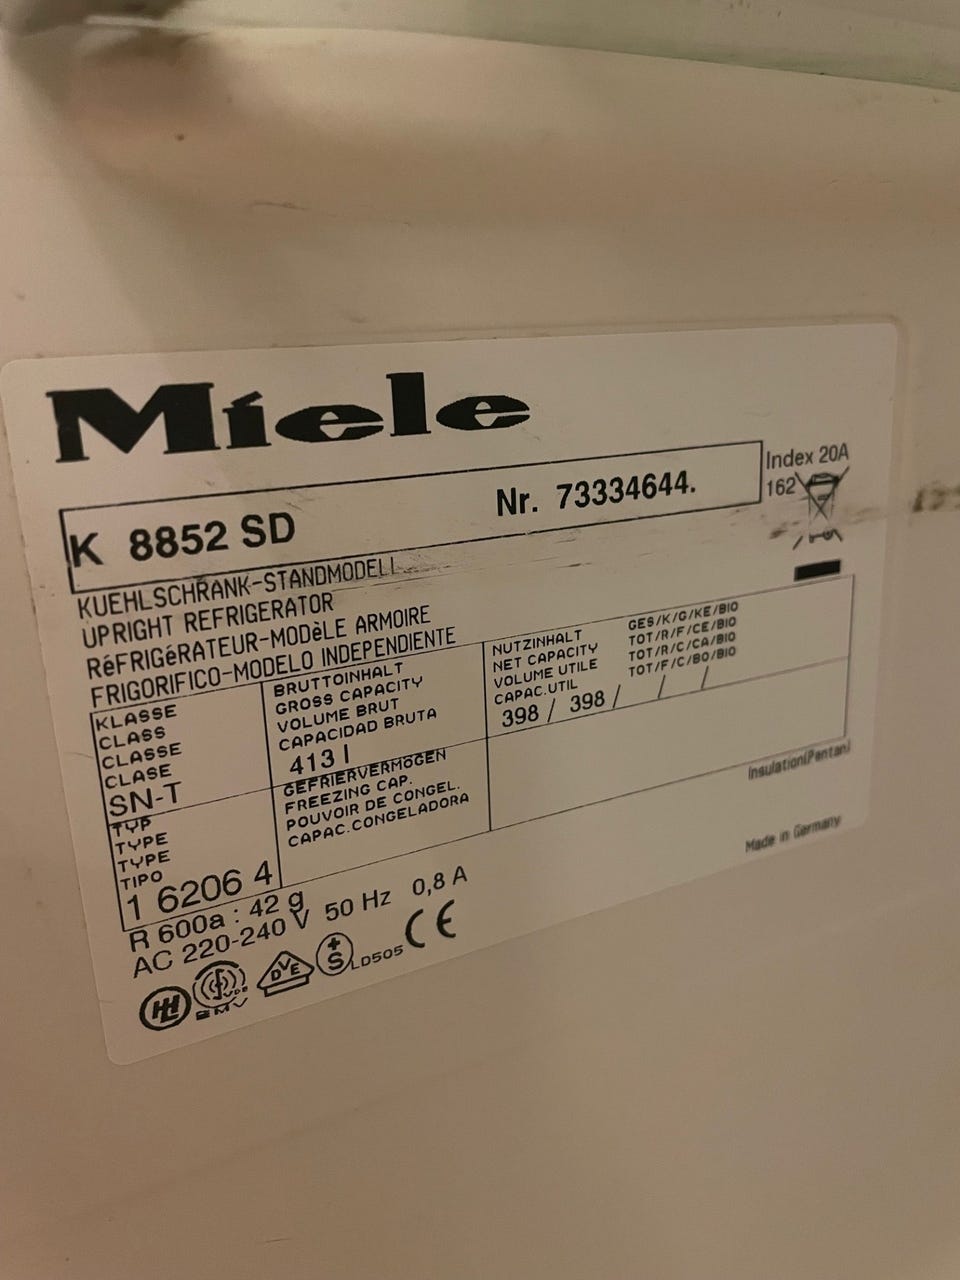 Miele
K 8852 SD Nr. 73334644.
Index 20A
162
KUEHLSCHRANK-STANDMODELL
UPRIGHT REFRIGERATOR
RéFRIGéRATEUR-MODèLE ARMOIRE
FRIGORIFICO-MODELO INDEPENDIENTE
KLASSE
CLASS
CLASSE
CLASE
SN-T
BRUTTOINHALT
GROSS CAPACITY
VOLUME BRUT
CAPACIDAD BRUTA
413 l
NUTZINHALT GES/K/G/KE/BIO
NET CAPACITY TOT/R/F/CE/BIO
VOLUME UTILE TOT/R/C/CA/BIO
CAPAC.UTIL TOT/F/C/BO/BIO
398 / 398 / / /
TYP
TYPE
TYPE
TIPO
1 6206 4
GEFRIERVERMöGEN
FREEZING CAP.
POUVOIR DE CONGEL.
CAPAC.CONGELADORA
Insulation(Pentan)
Made in Germany
R 600a : 42 g
AC 220-240 V 50 Hz 0,8 A
VDE
EMV
DVE
+
S
LD505
CE